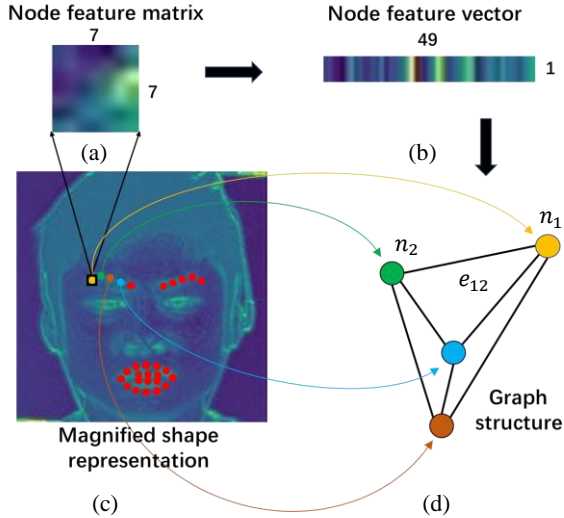 Node feature matrix
7
7
(a)
Node feature vector
49
1
(b)
n₁
n₂
e₁₂
Magnified shape
representation
(c)
Graph
structure
(d)